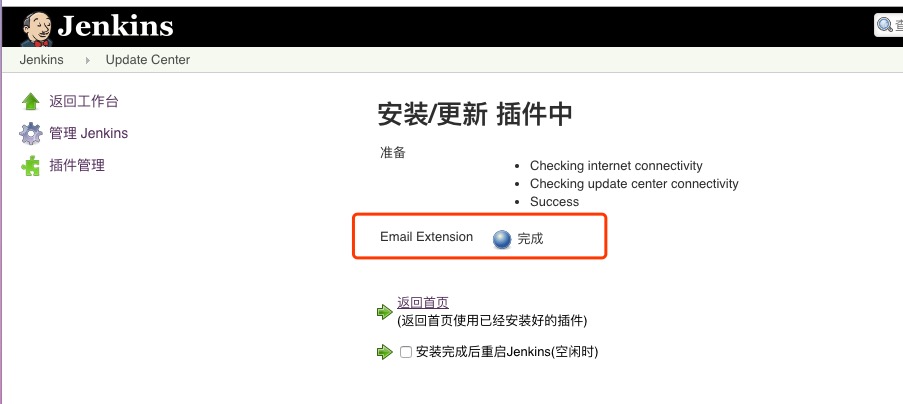 Jenkins
查
Jenkins
Update Center
返回工作台
管理 Jenkins
插件管理
安装/更新 插件中
准备
Checking internet connectivity
Checking update center connectivity
Success
Email Extension 完成
返回首页
(返回首页使用已经安装好的插件)
安装完成后重启Jenkins(空闲时)